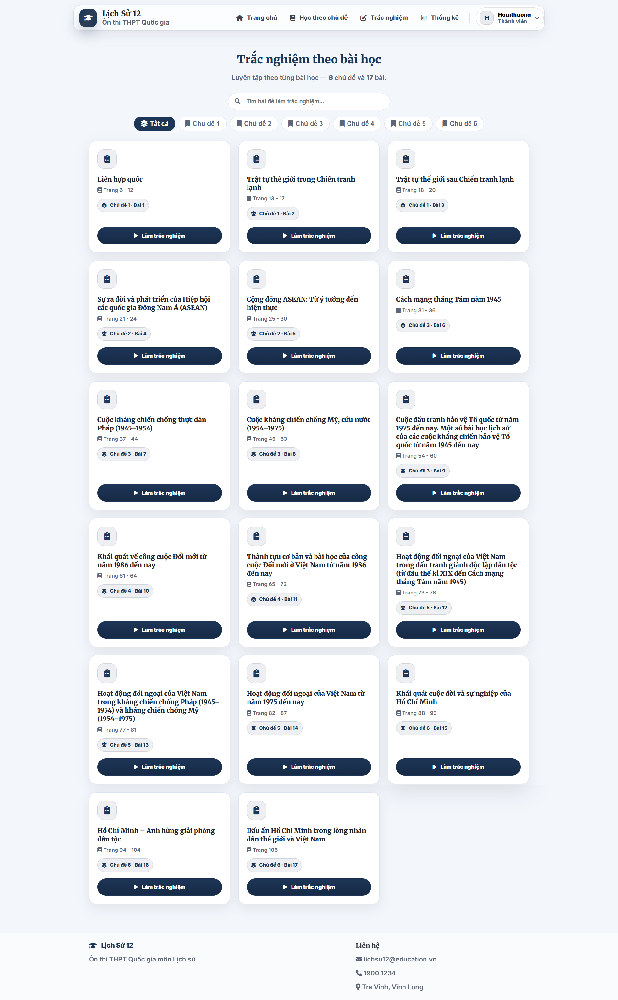 Lịch Sử 12
Ôn thi THPT Quốc gia
Trang chủ
Học theo chủ đề
Trắc nghiệm
Thống kê
H
Hoaithuong
Thành viên
Trắc nghiệm theo bài học
Luyện tập theo từng bài học — 6 chủ đề và 17 bài.
Tìm bài để làm trắc nghiệm...
Tất cả
Chủ đề 1
Chủ đề 2
Chủ đề 3
Chủ đề 4
Chủ đề 5
Chủ đề 6
Liên hợp quốc
Trang 6 - 12
Chủ đề 1 · Bài 1
Làm trắc nghiệm
Trật tự thế giới trong Chiến tranh
lạnh
Trang 13 - 17
Chủ đề 1 · Bài 2
Làm trắc nghiệm
Trật tự thế giới sau Chiến tranh lạnh
Trang 18 - 20
Chủ đề 1 · Bài 3
Làm trắc nghiệm
Sự ra đời và phát triển của Hiệp hội
các quốc gia Đông Nam Á (ASEAN)
Trang 21 - 24
Chủ đề 2 · Bài 4
Làm trắc nghiệm
Cộng đồng ASEAN: Từ ý tưởng đến
hiện thực
Trang 25 - 30
Chủ đề 2 · Bài 5
Làm trắc nghiệm
Cách mạng tháng Tám năm 1945
Trang 31 - 36
Chủ đề 3 · Bài 6
Làm trắc nghiệm
Cuộc kháng chiến chống thực dân
Pháp (1945–1954)
Trang 37 - 44
Chủ đề 3 · Bài 7
Làm trắc nghiệm
Cuộc kháng chiến chống Mỹ, cứu nước
(1954–1975)
Trang 45 - 53
Chủ đề 3 · Bài 8
Làm trắc nghiệm
Cuộc đấu tranh bảo vệ Tổ quốc từ năm
1975 đến nay. Một số bài học lịch sử
của các cuộc kháng chiến bảo vệ Tổ
quốc từ năm 1945 đến nay
Trang 54 - 60
Chủ đề 3 · Bài 9
Làm trắc nghiệm
Khái quát về công cuộc Đổi mới từ
năm 1986 đến nay
Trang 61 - 64
Chủ đề 4 · Bài 10
Làm trắc nghiệm
Thành tựu cơ bản và bài học của công
cuộc Đổi mới ở Việt Nam từ năm 1986
đến nay
Trang 65 - 72
Chủ đề 4 · Bài 11
Làm trắc nghiệm
Hoạt động đối ngoại của Việt Nam
trong đấu tranh giành độc lập dân tộc
(từ đầu thế kỉ XIX đến Cách mạng
tháng Tám năm 1945)
Trang 73 - 76
Chủ đề 5 · Bài 12
Làm trắc nghiệm
Hoạt động đối ngoại của Việt Nam
trong kháng chiến chống Pháp (1945–
1954) và kháng chiến chống Mỹ
(1954–1975)
Trang 77 - 81
Chủ đề 5 · Bài 13
Làm trắc nghiệm
Hoạt động đối ngoại của Việt Nam từ
năm 1975 đến nay
Trang 82 - 87
Chủ đề 5 · Bài 14
Làm trắc nghiệm
Khái quát cuộc đời và sự nghiệp của
Hồ Chí Minh
Trang 88 - 93
Chủ đề 6 · Bài 15
Làm trắc nghiệm
Hồ Chí Minh – Anh hùng giải phóng
dân tộc
Trang 94 - 104
Chủ đề 6 · Bài 16
Làm trắc nghiệm
Dấu ấn Hồ Chí Minh trong lòng nhân
dân thế giới và Việt Nam
Trang 105 -
Chủ đề 6 · Bài 17
Làm trắc nghiệm
Lịch Sử 12
Ôn thi THPT Quốc gia môn Lịch sử
Liên hệ
lichsu12@education.vn
1900 1234
Trà Vinh, Vĩnh Long